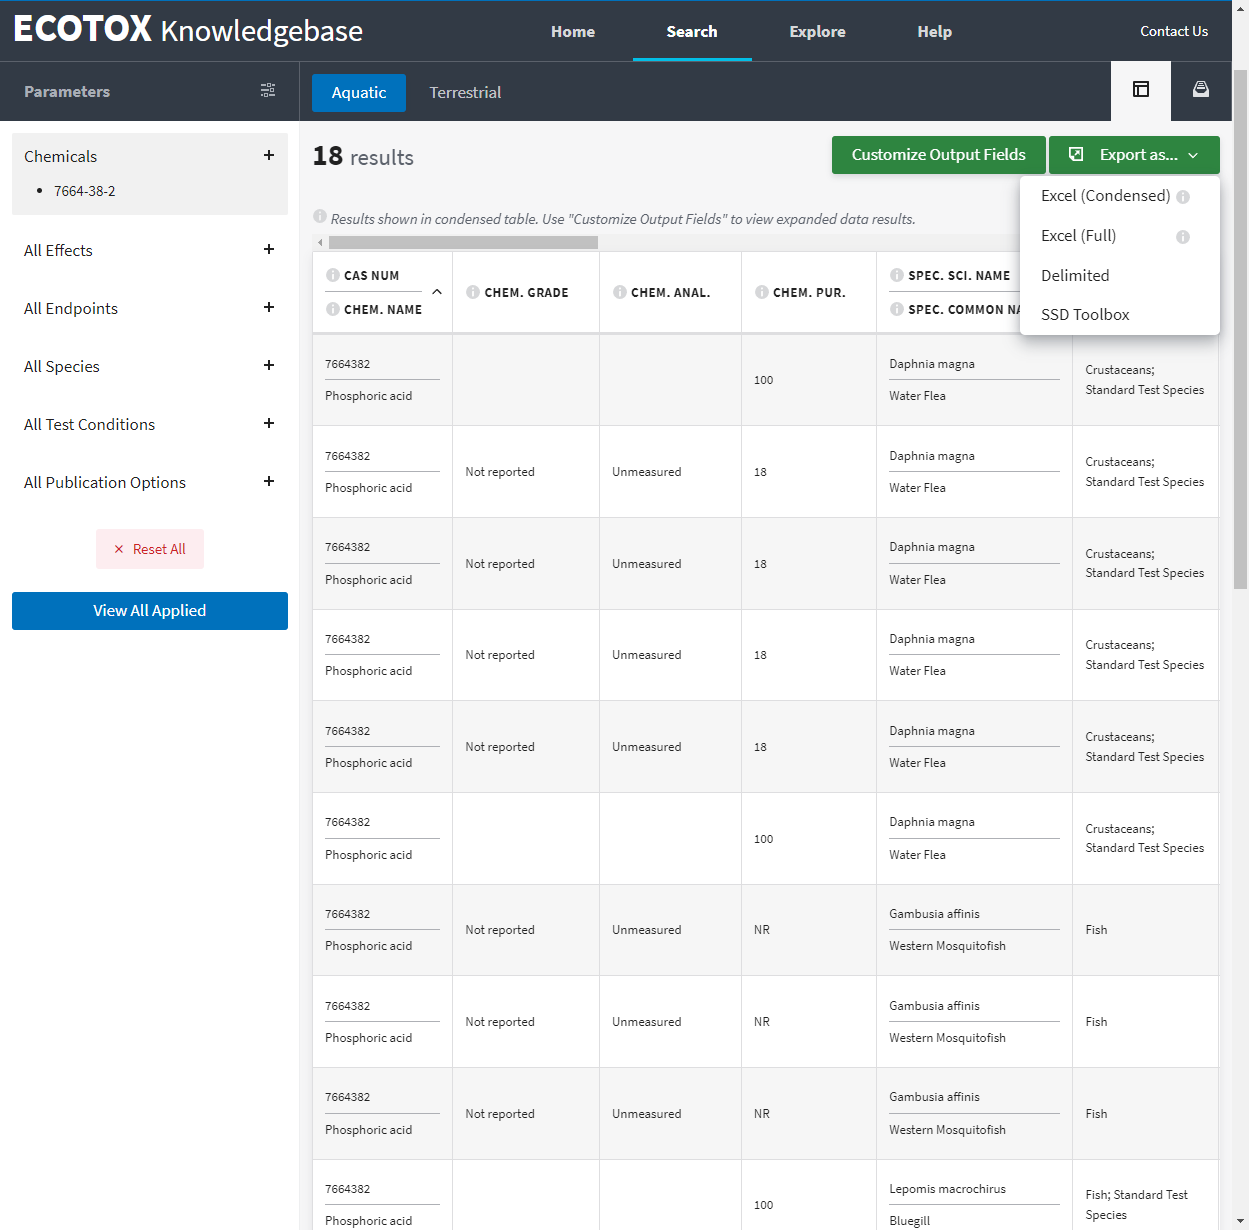 ECOTOX Knowledgebase
Home
Search
Explore
Help
Contact Us
Parameters
Aquatic
Terrestrial
Chemicals
+
• 7664-38-2
All Effects
+
All Endpoints
+
All Species
+
All Test Conditions
+
All Publication Options
+
× Reset All
View All Applied
18 results
Customize Output Fields
Export as...
Excel (Condensed)
Excel (Full)
Delimited
SSD Toolbox
Results shown in condensed table. Use "Customize Output Fields" to view expanded data results.
CAS NUM
CHEM. NAME
CHEM. GRADE
CHEM. ANAL.
CHEM. PUR.
SPEC. SCI. NAME
SPEC. COMMON NA
7664382
Phosphoric acid
100
Daphnia magna
Water Flea
Crustaceans;
Standard Test Species
7664382
Phosphoric acid
Not reported
Unmeasured
18
Daphnia magna
Water Flea
Crustaceans;
Standard Test Species
7664382
Phosphoric acid
Not reported
Unmeasured
18
Daphnia magna
Water Flea
Crustaceans;
Standard Test Species
7664382
Phosphoric acid
Not reported
Unmeasured
18
Daphnia magna
Water Flea
Crustaceans;
Standard Test Species
7664382
Phosphoric acid
Not reported
Unmeasured
18
Daphnia magna
Water Flea
Crustaceans;
Standard Test Species
7664382
Phosphoric acid
100
Daphnia magna
Water Flea
Crustaceans;
Standard Test Species
7664382
Phosphoric acid
Not reported
Unmeasured
NR
Gambusia affinis
Western Mosquitofish
Fish
7664382
Phosphoric acid
Not reported
Unmeasured
NR
Gambusia affinis
Western Mosquitofish
Fish
7664382
Phosphoric acid
Not reported
Unmeasured
NR
Gambusia affinis
Western Mosquitofish
Fish
7664382
Phosphoric acid
100
Lepomis macrochirus
Bluegill
Fish; Standard Test
Species